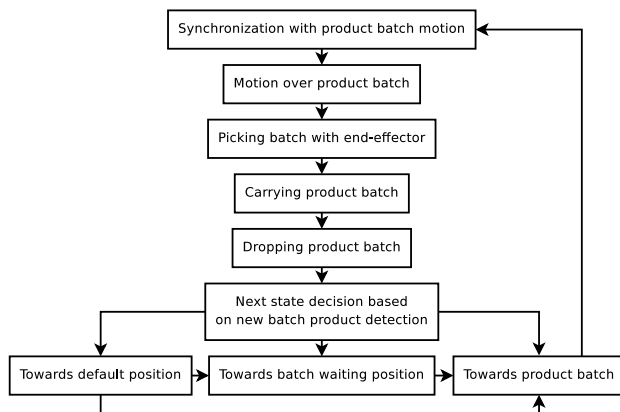 Synchronization with product batch motion
Motion over product batch
Picking batch with end-effector
Carrying product batch
Dropping product batch
Next state decision based
on new batch product detection
Towards default position
Towards batch waiting position
Towards product batch